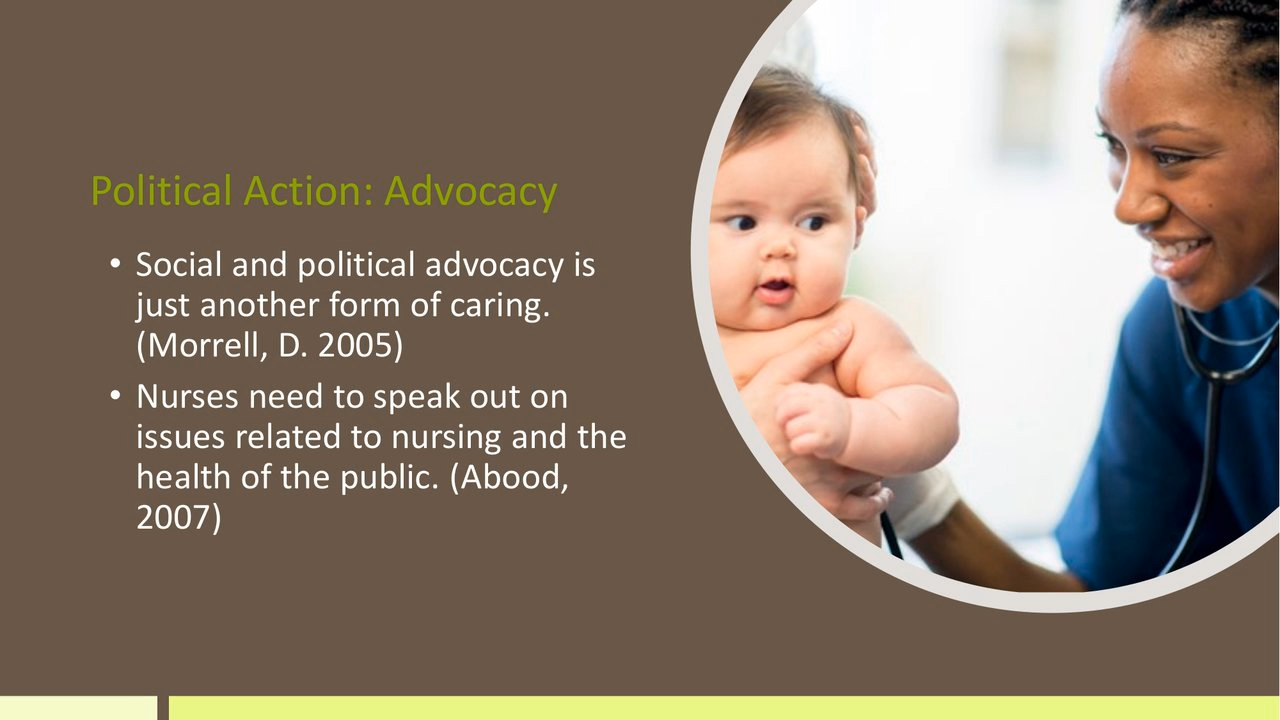 Political Action: Advocacy
• Social and political advocacy is
just another form of caring.
(Morrell, D. 2005)
• Nurses need to speak out on
issues related to nursing and the
health of the public. (Abood,
2007)